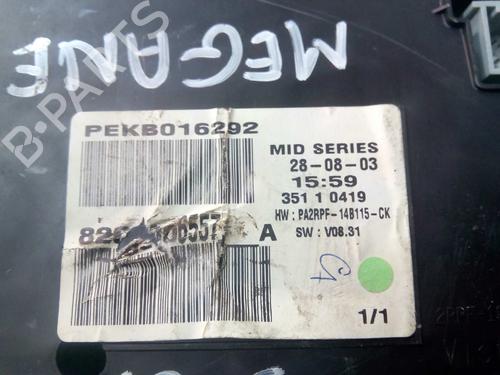 MEGANE
B-PARTS
PEKB016292
MID SERIES
28-08-03
15:59
351 1 0419
HW : PA2RPF-14B115-CK
SW : V08.31
A
1/1